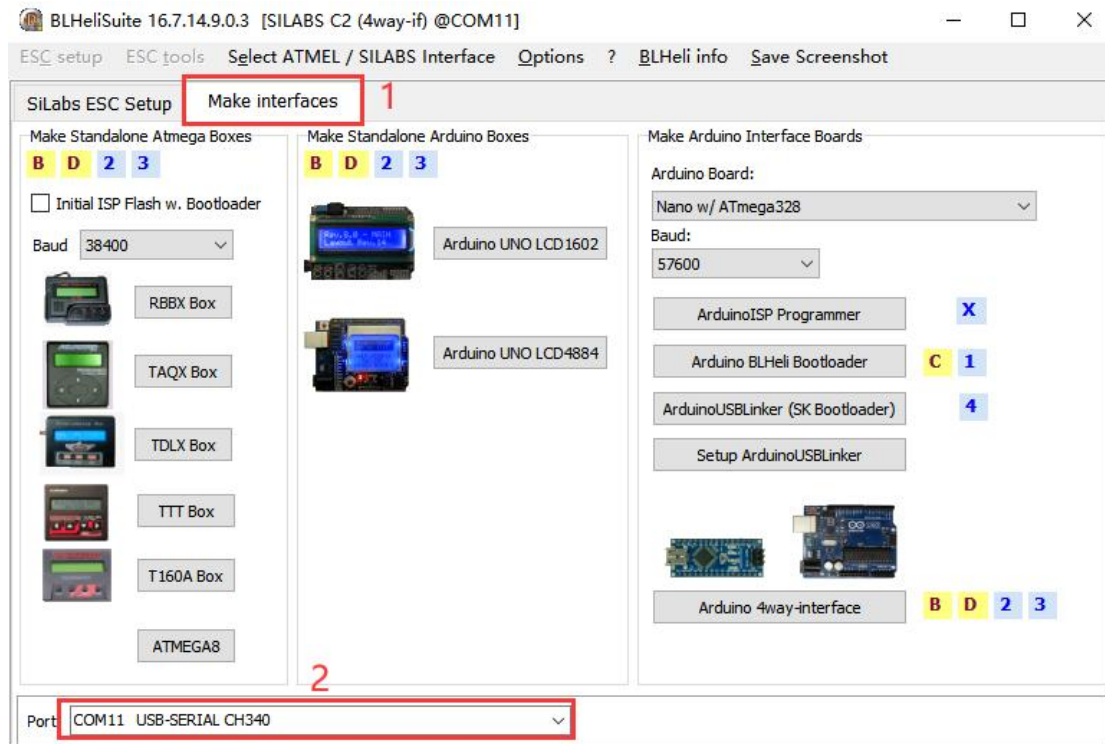 BLHeliSuite 16.7.14.9.0.3 [SILABS C2 (4way-if) @COM11]
ESC setup ESC tools Select ATMEL / SILABS Interface Options ? BLHeli info Save Screenshot
SiLabs ESC Setup Make interfaces 1
Make Standalone Atmega Boxes
B D 2 3
Initial ISP Flash w. Bootloader
Baud 38400
RBBX Box
TAQX Box
TDLX Box
TTT Box
T160A Box
ATMEGA8
Make Standalone Arduino Boxes
B D 2 3
Arduino UNO LCD1602
Arduino UNO LCD4884
Make Arduino Interface Boards
Arduino Board:
Nano w/ ATmega328
Baud:
57600
ArduinoISP Programmer X
Arduino BLHeli Bootloader C 1
ArduinoUSBLinker (SK Bootloader) 4
Setup ArduinoUSBLinker
Arduino 4way-interface B D 2 3
2
Port COM11 USB-SERIAL CH340